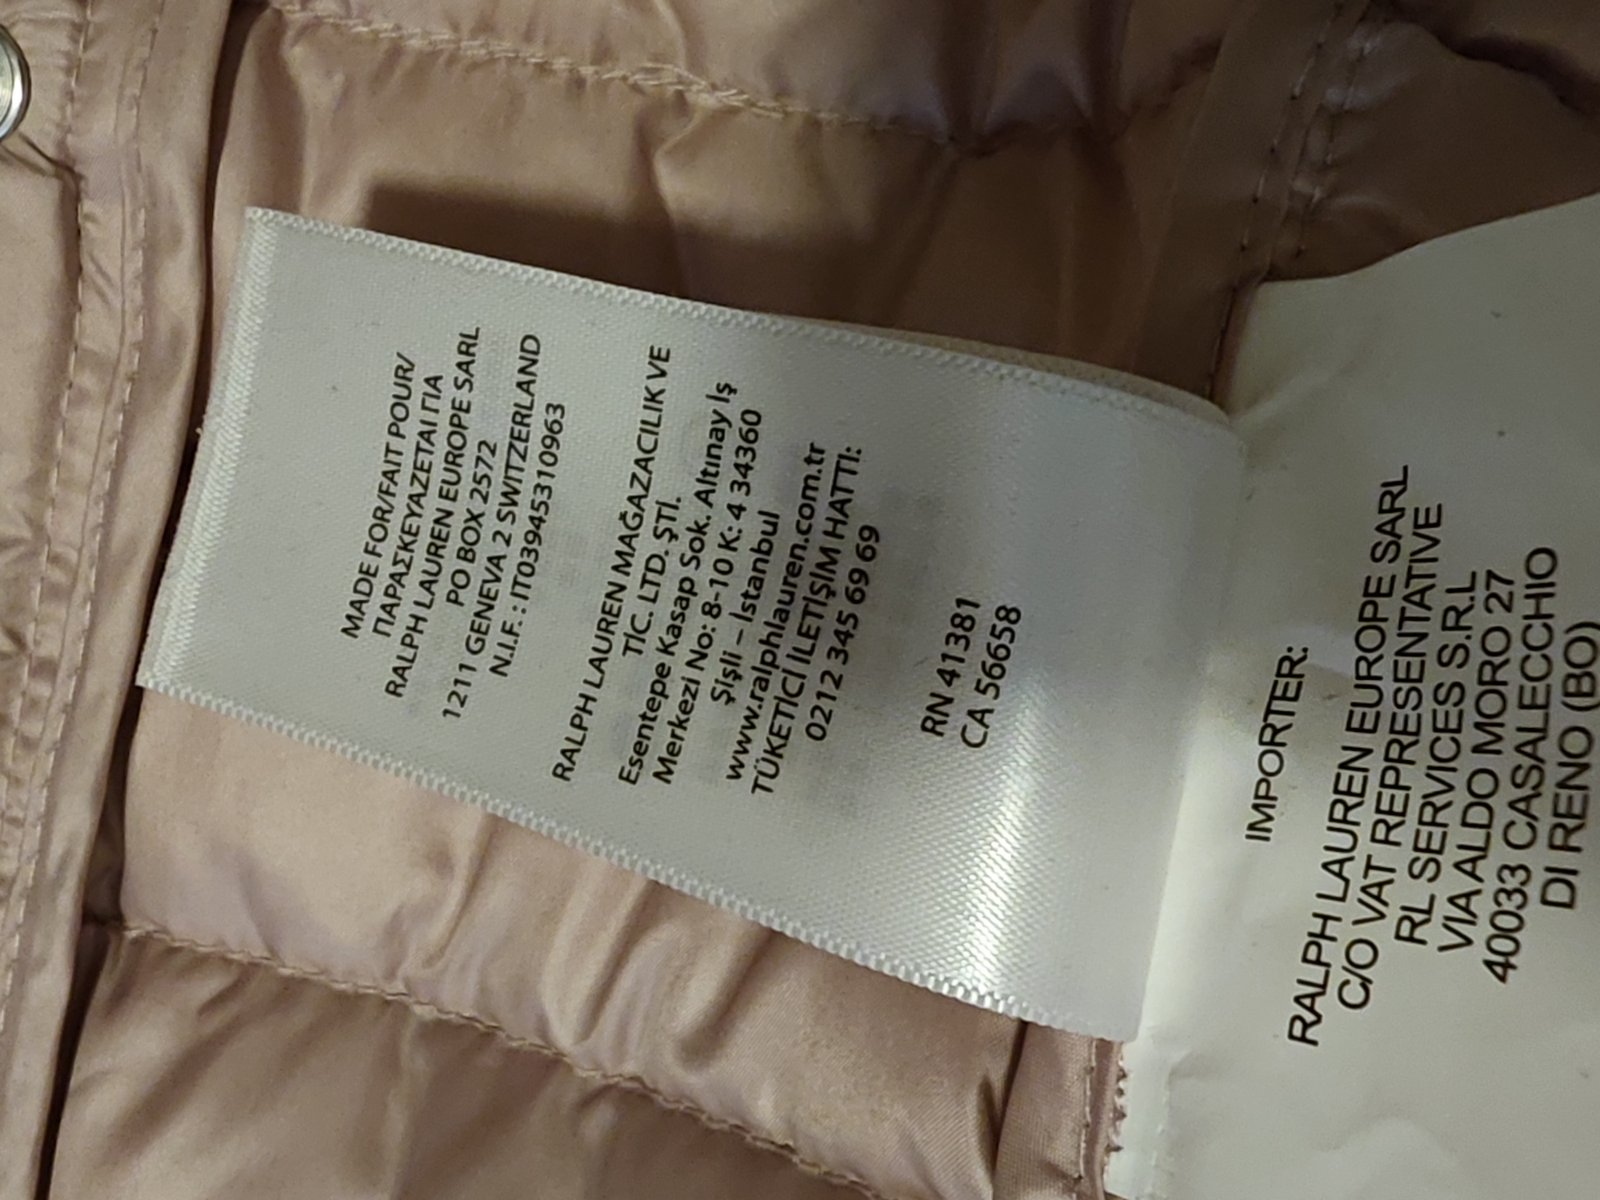 MADE FOR/FAIT POUR/
ΠΑΡΑΣΚΕΥΑΖΕΤΑΙ ΓΙΑ
RALPH LAUREN EUROPE SARL
PO BOX 2572
1211 GENEVA 2 SWITZERLAND
N.I.F. : IT03945310963
RALPH LAUREN MAĞAZACILIK VE
TİC. LTD. ŞTİ.
Esentepe Kasap Sok. Altınay İş
Merkezi No: 8-10 K: 4 34360
Şişli – İstanbul
www.ralphlauren.com.tr
TÜKETİCİ İLETİŞİM HATTI:
0212 345 69 69
RN 41381
CA 56658
IMPORTER:
RALPH LAUREN EUROPE SARL
C/O VAT REPRESENTATIVE
RL SERVICES S.R.L
VIA ALDO MORO 27
40033 CASALECCHIO
DI RENO (BO)